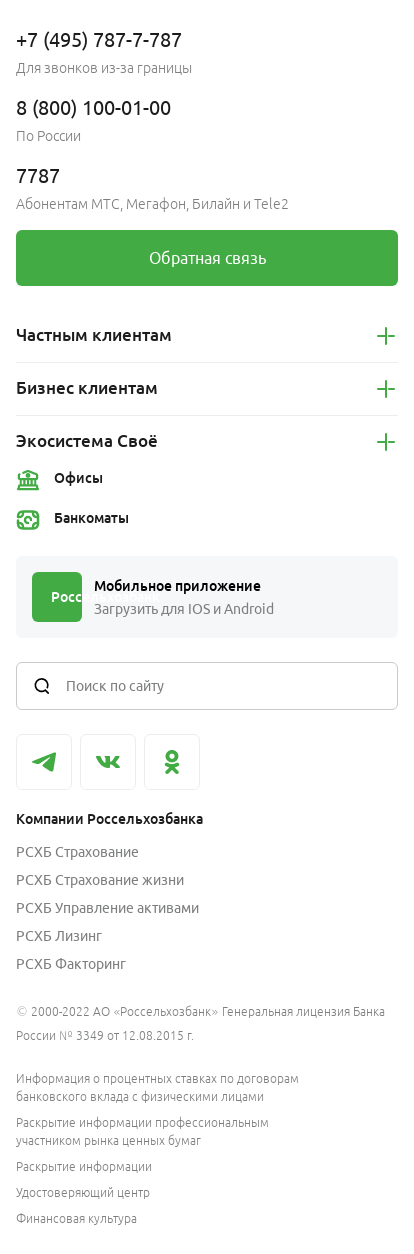 +7 (495) 787-7-787
Для звонков из-за границы
8 (800) 100-01-00
По России
7787
Абонентам МТС, Мегафон, Билайн и Tele2
Обратная связь
Частным клиентам
Бизнес клиентам
Экосистема Своё
Офисы
Банкоматы
Мобильное приложение
Загрузить для IOS и Android
Поиск по сайту
Компании Россельхозбанка
РСХБ Страхование
РСХБ Страхование жизни
РСХБ Управление активами
РСХБ Лизинг
РСХБ Факторинг
© 2000-2022 АО «Россельхозбанк» Генеральная лицензия Банка
России № 3349 от 12.08.2015 г.
Информация о процентных ставках по договорам
банковского вклада с физическими лицами
Раскрытие информации профессиональным
участником рынка ценных бумаг
Раскрытие информации
Удостоверяющий центр
Финансовая культура